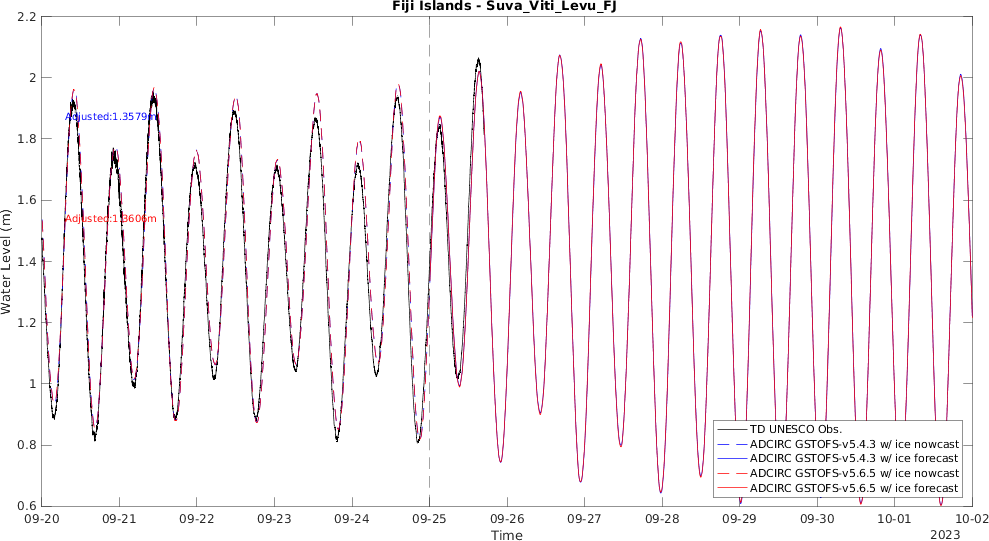 Fiji Islands - Suva_Viti_Levu_FJ
2.2
2
1.8
1.6
1.4
1.2
1
0.8
0.6
Water Level (m)
Adjusted:1.3579m
Adjusted:1.3606m
TD UNESCO Obs.
ADCIRC GSTOFS-v5.4.3 w/ ice nowcast
ADCIRC GSTOFS-v5.4.3 w/ ice forecast
ADCIRC GSTOFS-v5.6.5 w/ ice nowcast
ADCIRC GSTOFS-v5.6.5 w/ ice forecast
09-20 09-21 09-22 09-23 09-24 09-25 09-26 09-27 09-28 09-29 09-30 10-01 10-02
Time
2023